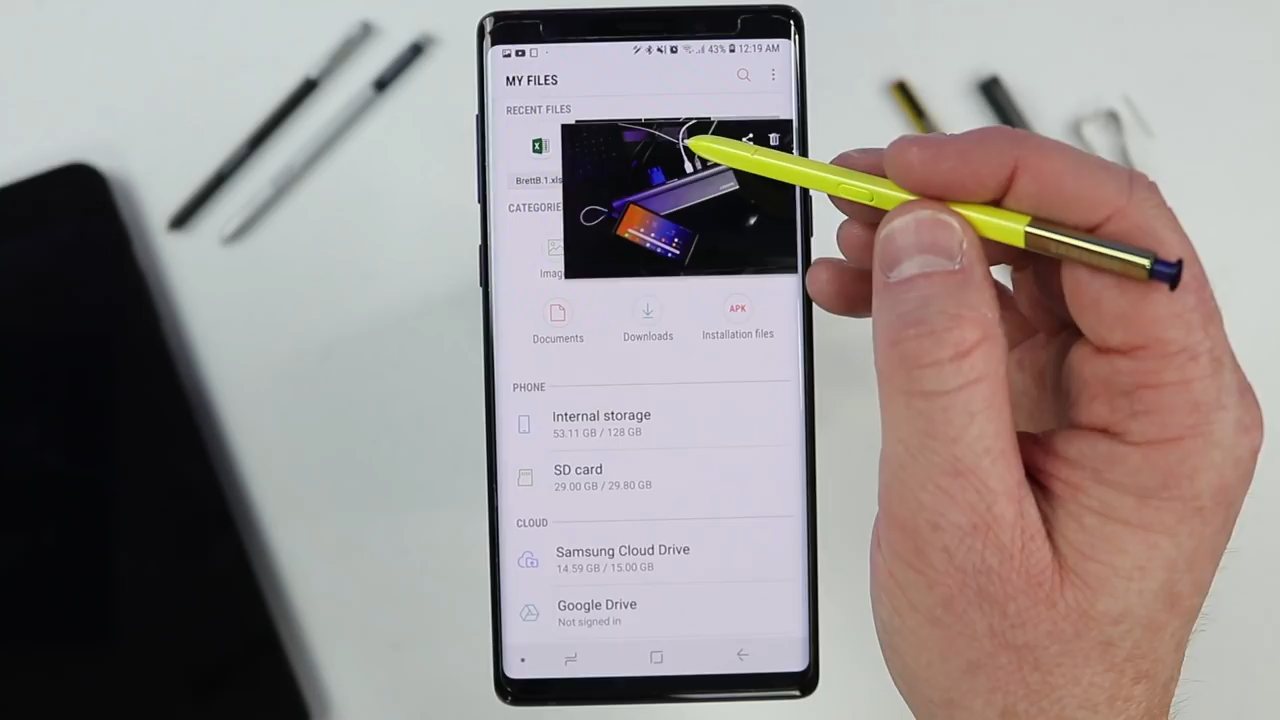 43% 12:19 AM
MY FILES
RECENT FILES
BrettB.1.xls
CATEGORIE
Imag
Documents
Downloads
APK
Installation files
PHONE
Internal storage
53.11 GB / 128 GB
SD card
29.00 GB / 29.80 GB
CLOUD
Samsung Cloud Drive
14.59 GB / 15.00 GB
Google Drive
Not signed in